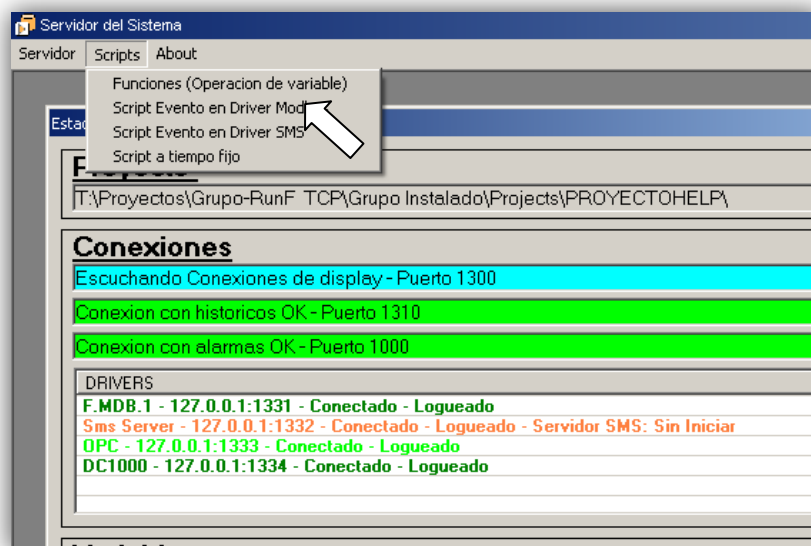 Servidor del Sistema
Servidor Scripts About
Funciones (Operacion de variable)
Script Evento en Driver Mod
Script Evento en Driver SMS
Script a tiempo fijo
T:\Proyectos\Grupo-RunF TCP\Grupo Instalado\Projects\PROYECTOHELP\
Conexiones
Escuchando Conexiones de display - Puerto 1300
Conexion con historicos OK - Puerto 1310
Conexion con alarmas OK - Puerto 1000
DRIVERS
F.MDB.1 - 127.0.0.1:1331 - Conectado - Logueado
Sms Server - 127.0.0.1:1332 - Conectado - Logueado - Servidor SMS: Sin Iniciar
OPC - 127.0.0.1:1333 - Conectado - Logueado
DC1000 - 127.0.0.1:1334 - Conectado - Logueado